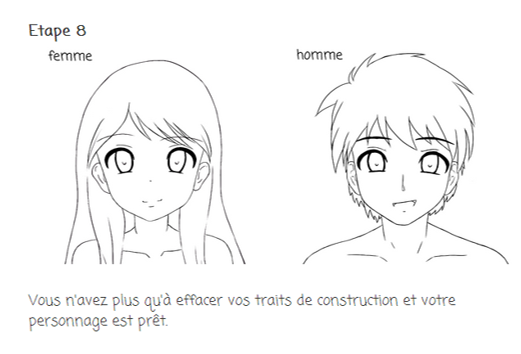 Etape 8
femme
homme
Vous n'avez plus qu'à effacer vos traits de construction et votre
personnage est prêt.